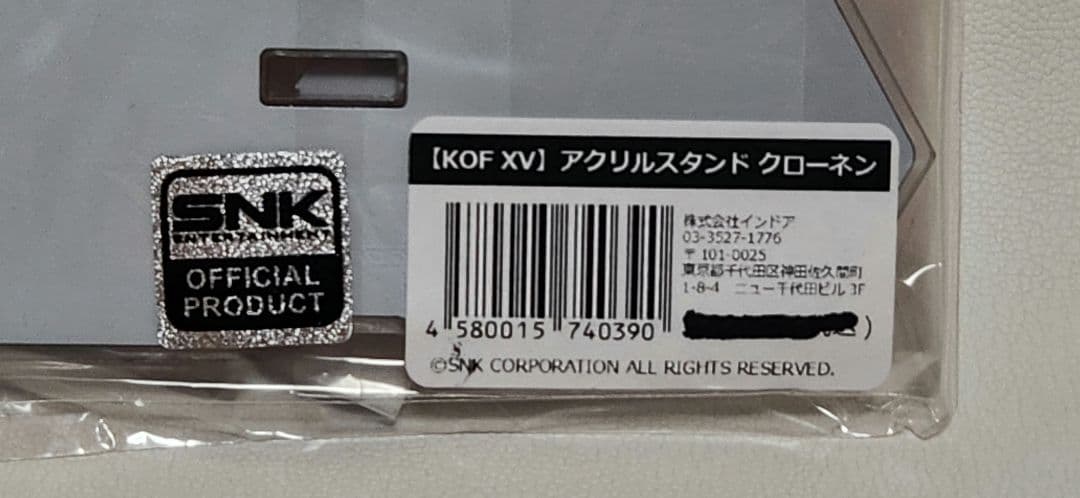 SNK
ENTERTAINMENT
OFFICIAL
PRODUCT
【KOF XV】アクリルスタンド クローネン
株式会社インドア
03-3527-1776
〒101-0025
東京都千代田区神田佐久間町
1-8-4 ニュー千代田ビル 3F
)
4 580015 740390
©SNK CORPORATION ALL RIGHTS RESERVED.